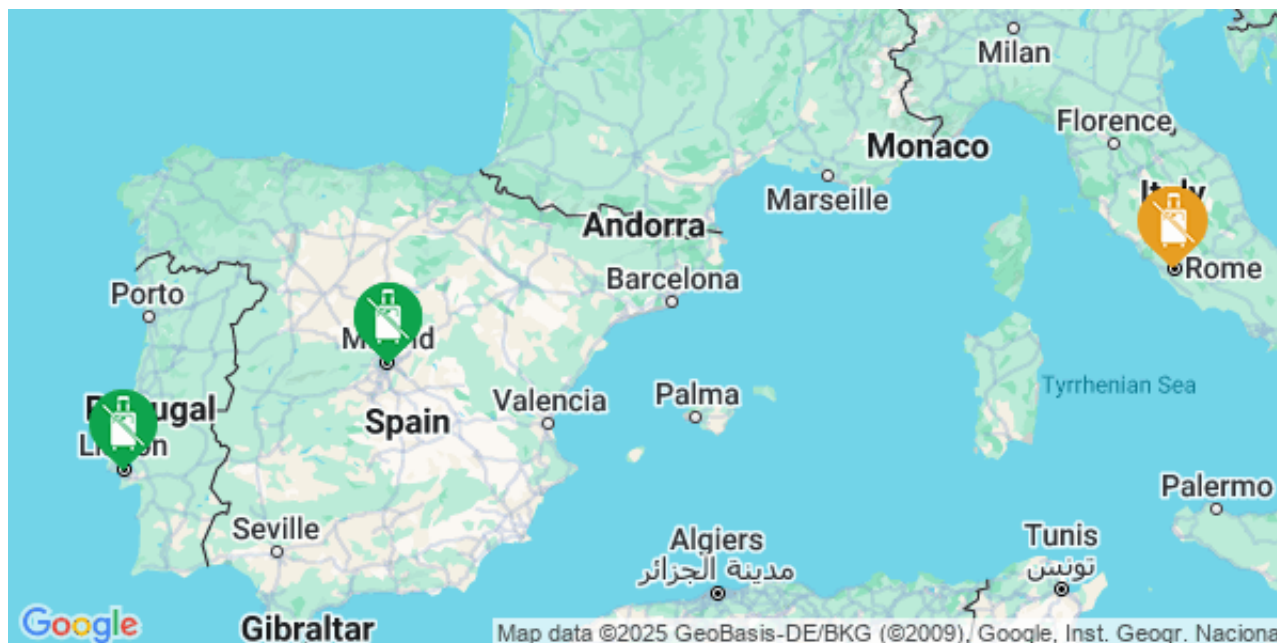 Milan
Florence
Monaco
Marseille
Italy
Andorra
Rome
Barcelona
Porto
Madrid
Tyrrhenian Sea
Palma
Valencia
Portugal
Spain
Lisbon
Palermo
Seville
Algiers
مدينة الجزائر
Tunis
تونس
Gibraltar
Google
Map data ©2025 GeoBasis-DE/BKG (©2009), Google, Inst. Geogr. Naciona